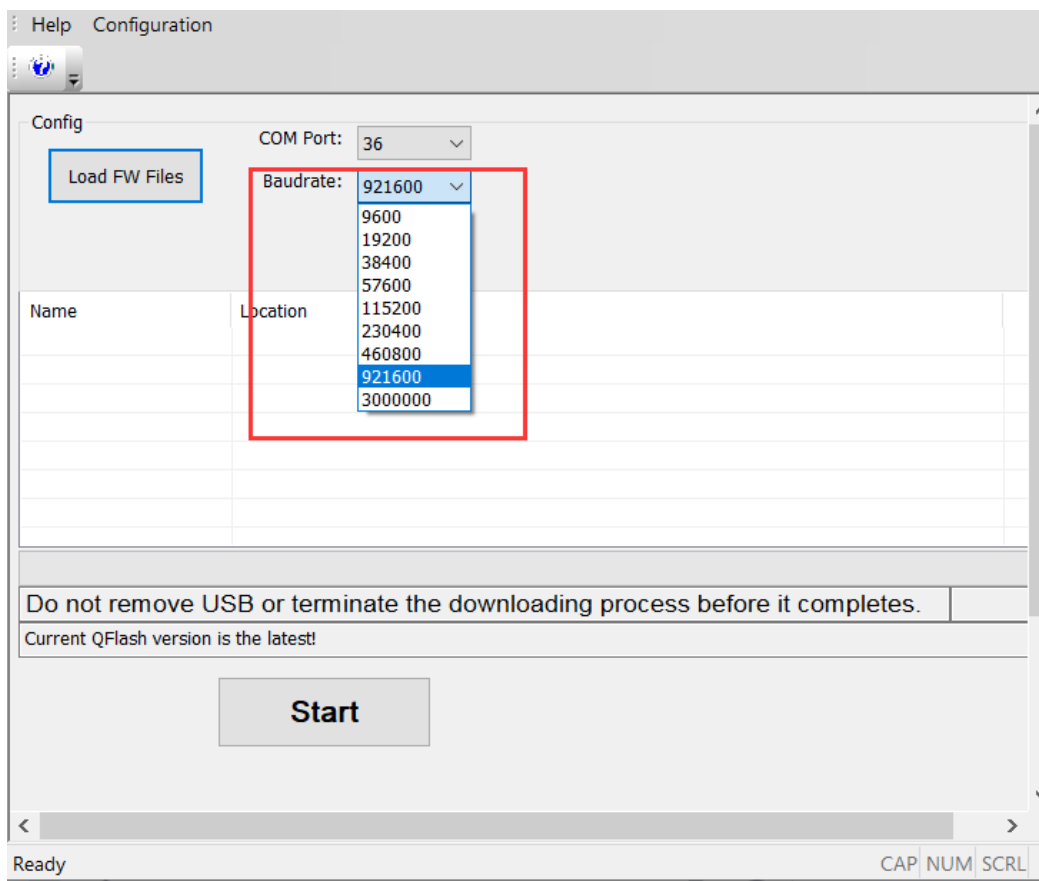 Help Configuration
Config
COM Port: 36
Load FW Files
Baudrate: 921600
9600
19200
38400
57600
115200
230400
460800
921600
3000000
Name Location
Do not remove USB or terminate the downloading process before it completes.
Current QFlash version is the latest!
Start
Ready CAP NUM SCRL